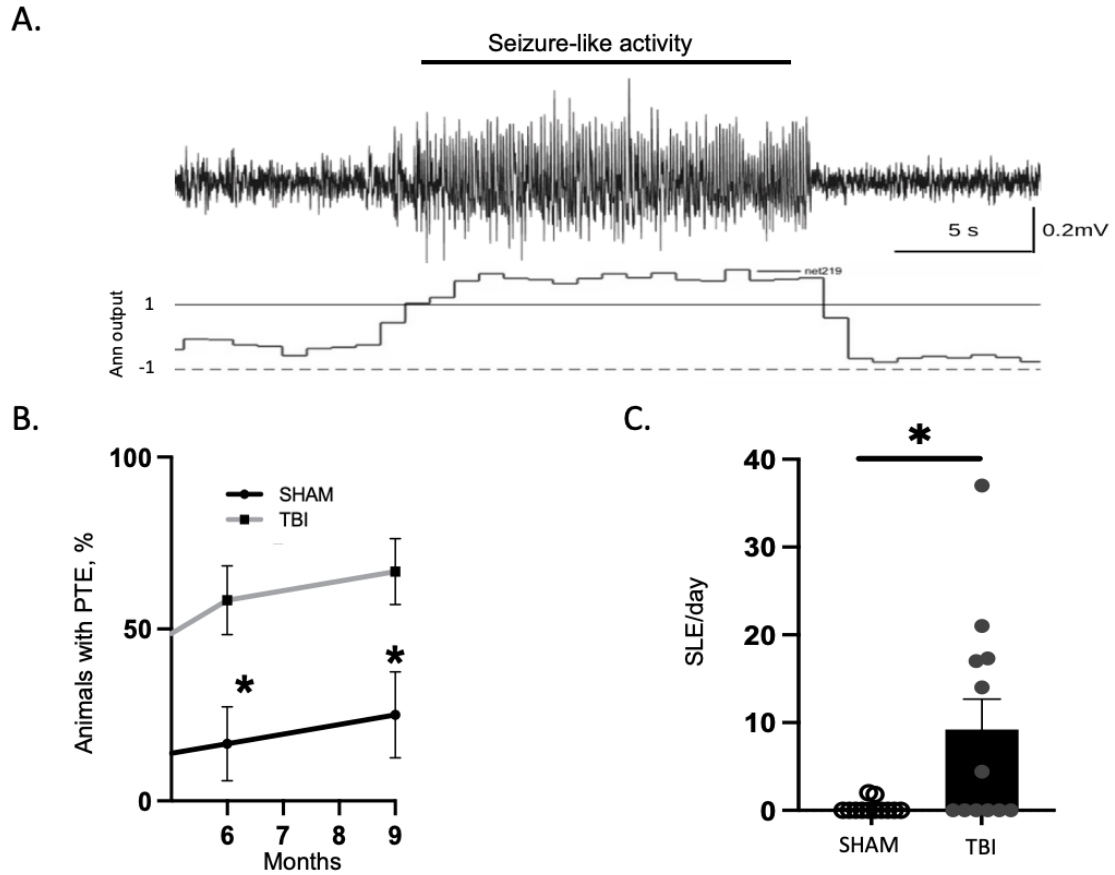 A.
Seizure-like activity
5 s
0.2mV
net219
Ann output
1
-1
B.
Animals with PTE, %
100
50
0
SHAM
TBI
*
*
6
7
8
9
Months
C.
*
SLE/day
40
30
20
10
0
SHAM
TBI